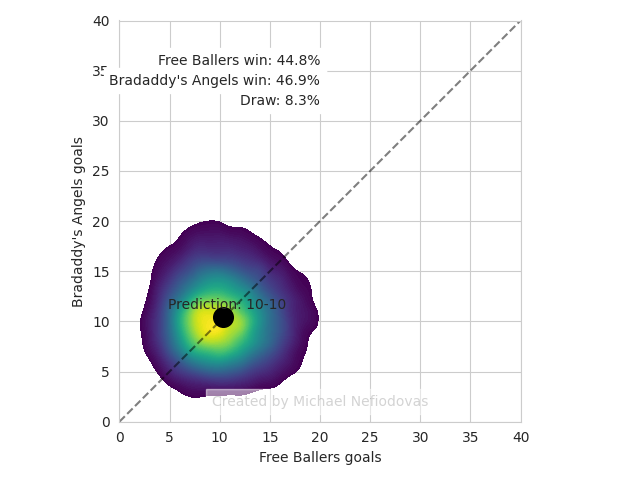 40
35
30
25
20
15
10
5
0
Bradaddy's Angels goals
Free Ballers win: 44.8%
Bradaddy's Angels win: 46.9%
Draw: 8.3%
Prediction: 10-10
Created by Michael Nefiodovas
0 5 10 15 20 25 30 35 40
Free Ballers goals